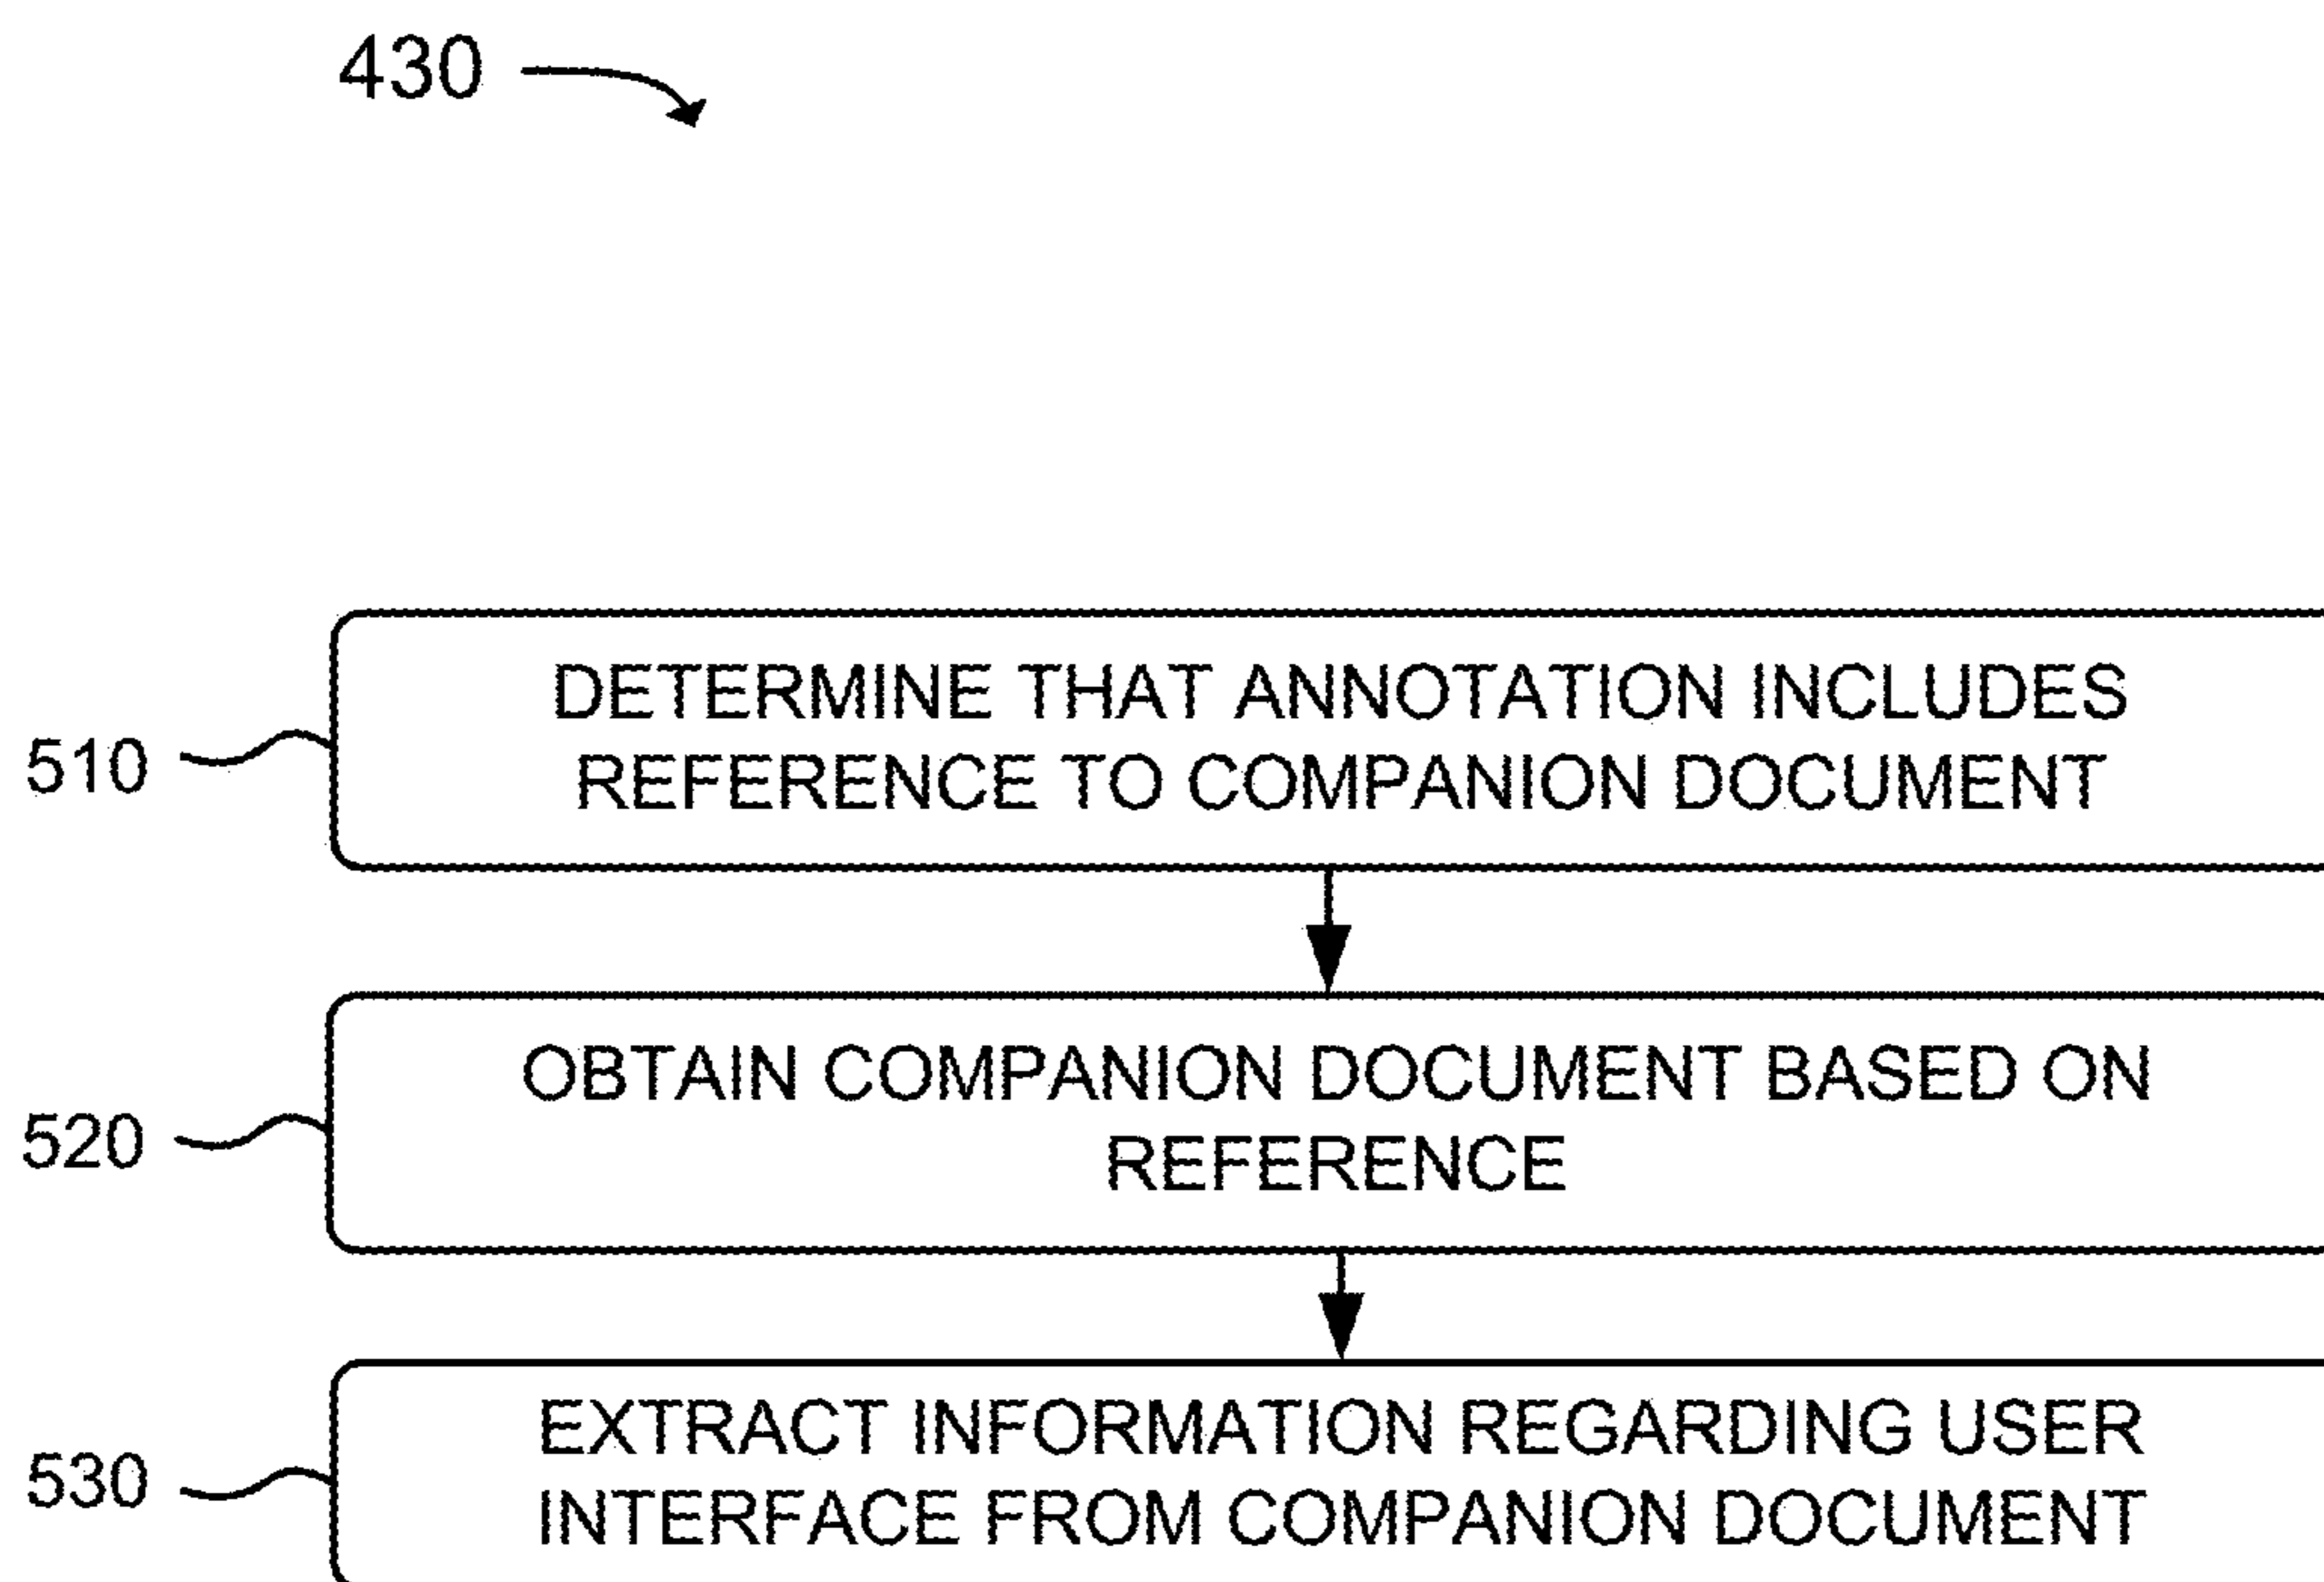 430
DETERMINE THAT ANNOTATION INCLUDES
REFERENCE TO COMPANION DOCUMENT
510
OBTAIN COMPANION DOCUMENT BASED ON
REFERENCE
520
EXTRACT INFORMATION REGARDING USER
INTERFACE FROM COMPANION DOCUMENT
530